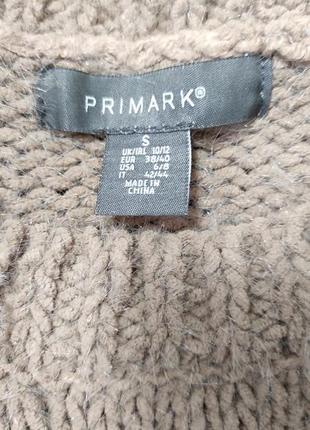 PRIMARK®
S
UK/IRL 10/12
EUR 38/40
USA 6/8
IT 42/44
MADE IN
CHINA